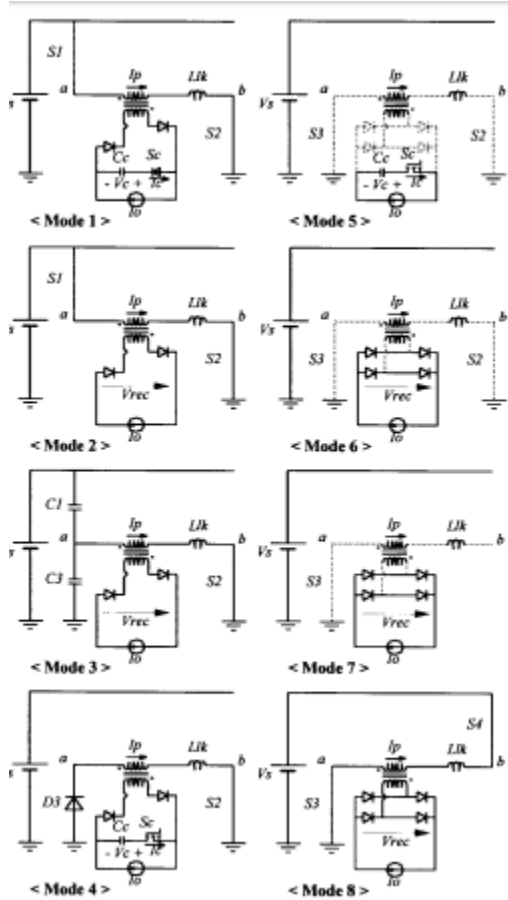 S1
Ip
Llk
a
b
s
S2
Cc
Sc
- Vc +
Ic
Io
< Mode 1 >
Ip
Llk
a
b
Vs
S3
S2
Cc
Sc
- Vc +
Ic
Io
< Mode 5 >
S1
Ip
Llk
a
b
s
S2
Vrec
Io
< Mode 2 >
Ip
Llk
a
b
Vs
S3
S2
Vrec
Io
< Mode 6 >
C1
Ip
Llk
a
b
s
C3
S2
Vrec
Io
< Mode 3 >
Ip
Llk
a
b
Vs
S3
Vrec
Io
< Mode 7 >
Ip
Llk
a
b
s
D3
S2
Cc
Sc
- Vc +
Ic
Io
< Mode 4 >
S4
Ip
Llk
a
b
Vs
S3
Vrec
Io
< Mode 8 >